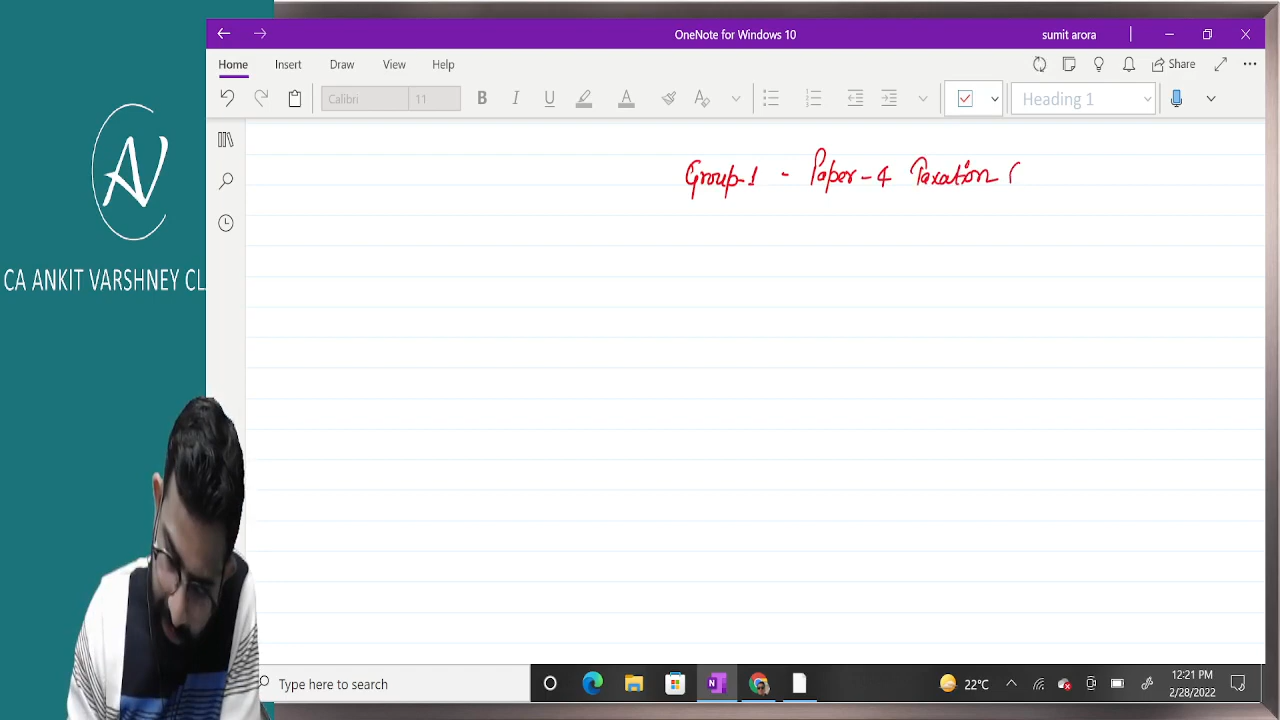 OneNote for Windows 10
sumit arora
Home Insert Draw View Help
Share
Calibri 11
B I U A
Heading 1
Group-1 - Paper-4 Taxation (
AV
CA ANKIT VARSHNEY CL
Type here to search
22°C
12:21 PM
2/28/2022